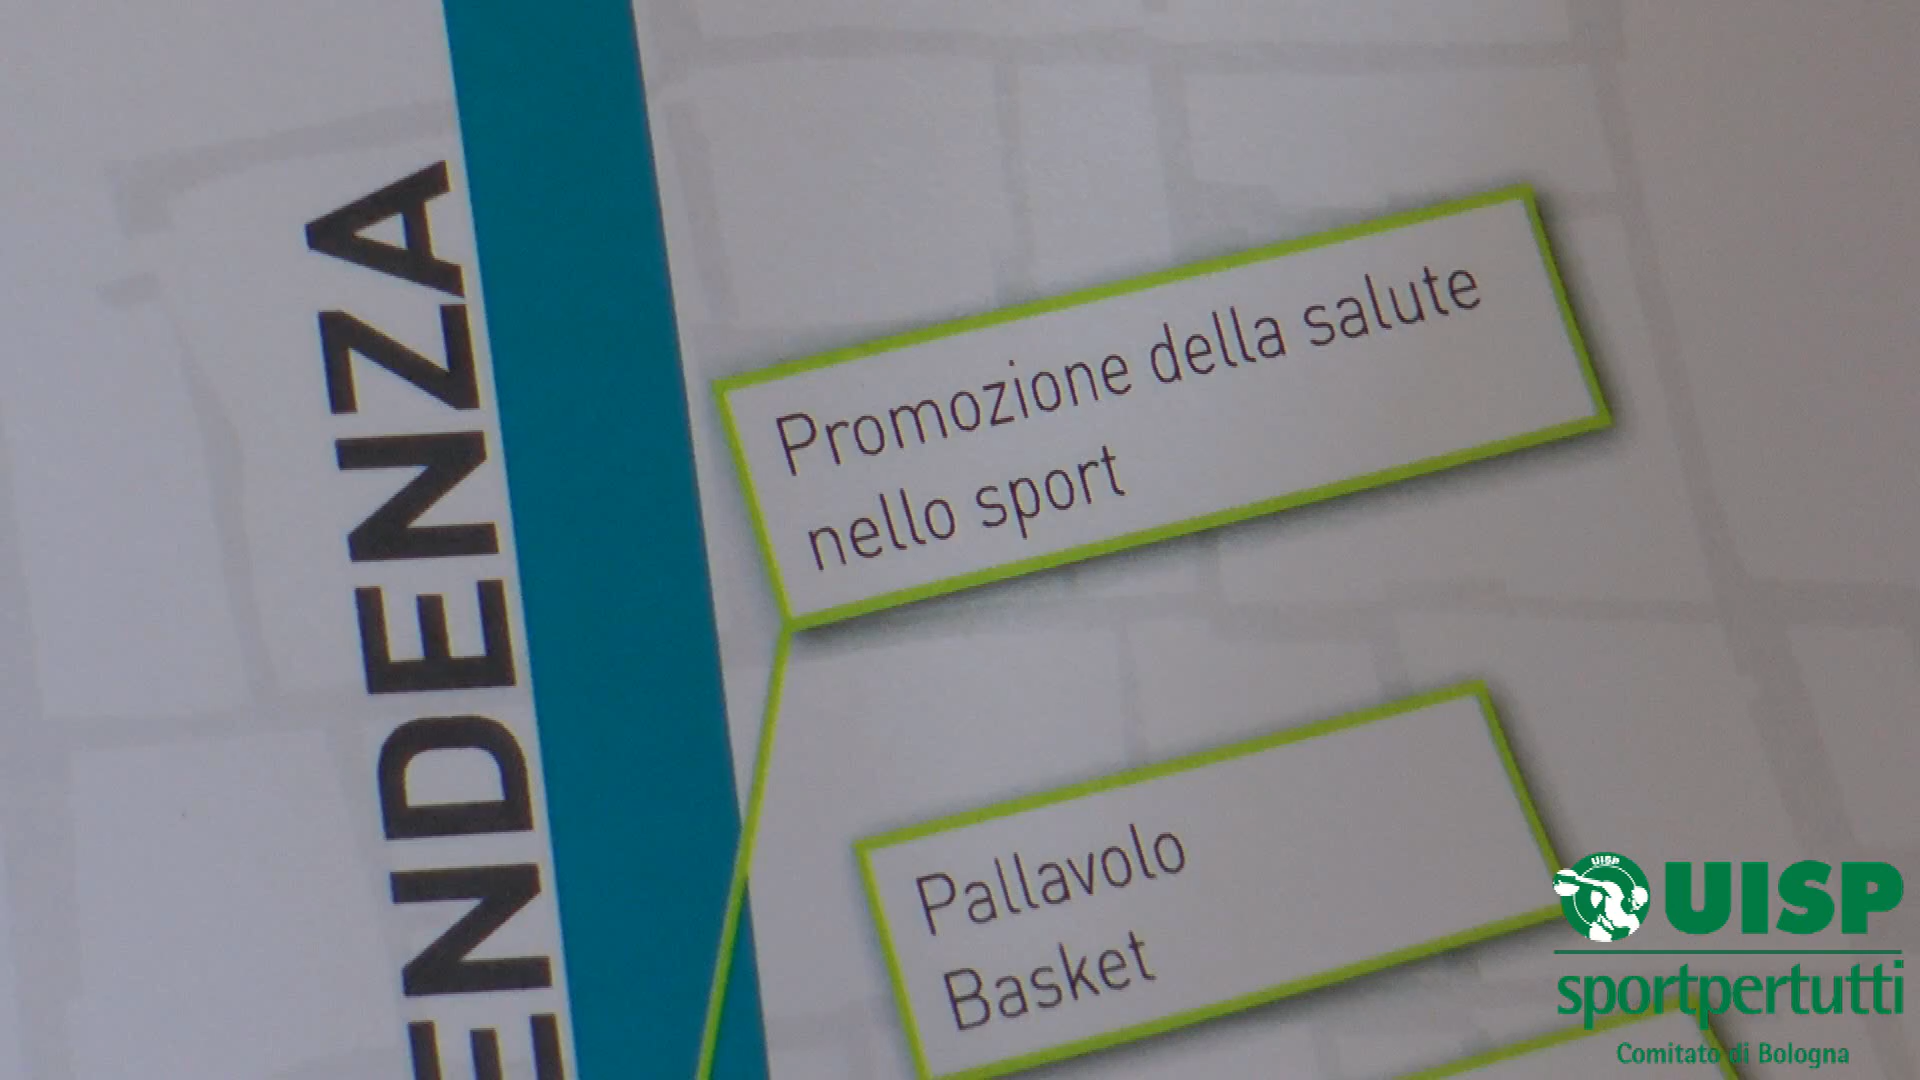 ENDENZA
Promozione della salute
nello sport
Pallavolo
Basket
UISP
UISP
sportpertutti
Comitato di Bologna